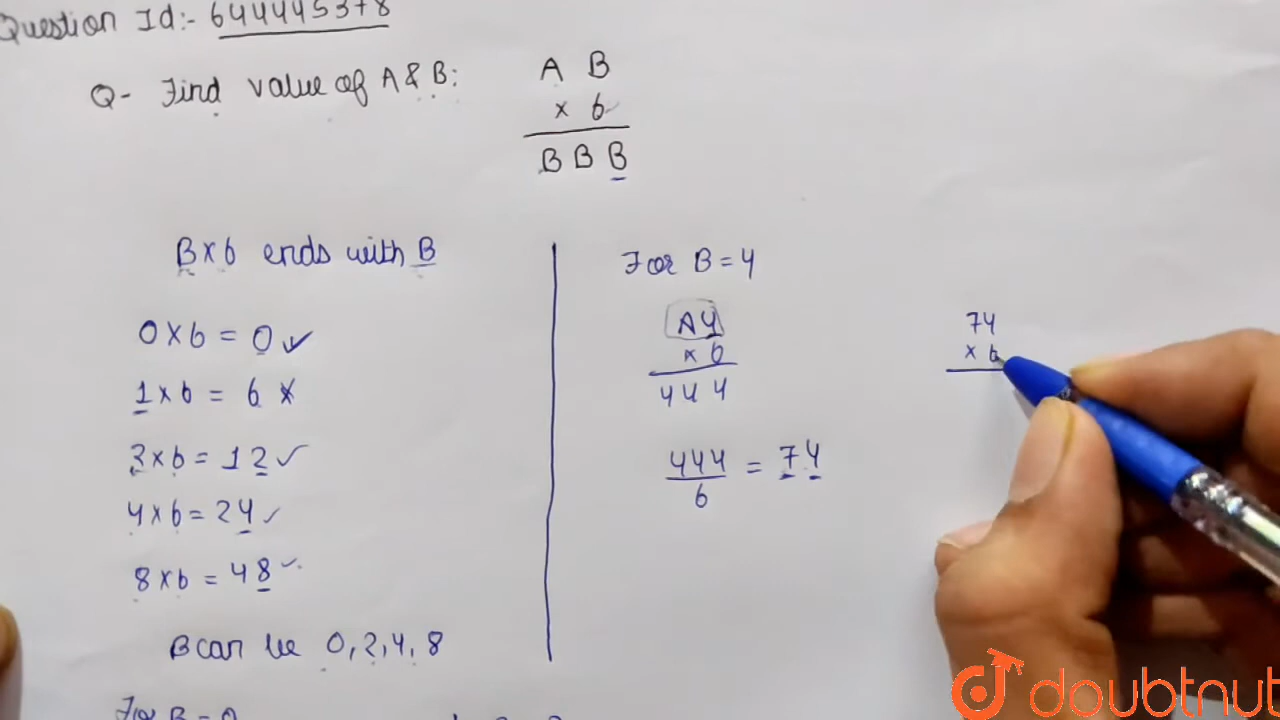 Question Id:- 644445378
Q- Find value of A & B:
A B
× 6
B B B
B×6 ends with B
0×6 = 0 ✓
1×6 = 6 ×
2×6 = 12 ✓
4×6 = 24 ✓
8×6 = 48 ✓
B can be 0,2,4,8
For B = 0
For B = 4
A4
× 6
444
444/6 = 74
74
× 6
doubtnut